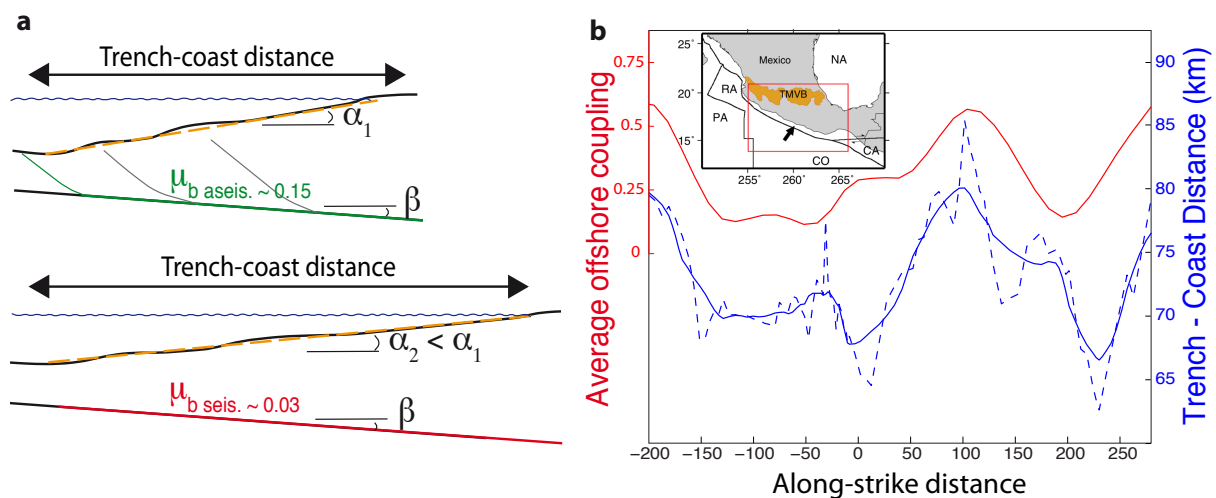 a
Trench-coast distance
α1
μb aseis. ~ 0.15
β
Trench-coast distance
α2 < α1
μb seis. ~ 0.03
β
b
Average offshore coupling
0.75
0.5
0.25
0
25°
20°
15°
Mexico
NA
RA
TMVB
PA
CO
CA
255°
260°
265°
90
85
80
75
70
65
Trench - Coast Distance (km)
−200
−150
−100
−50
0
50
100
150
200
250
Along-strike distance